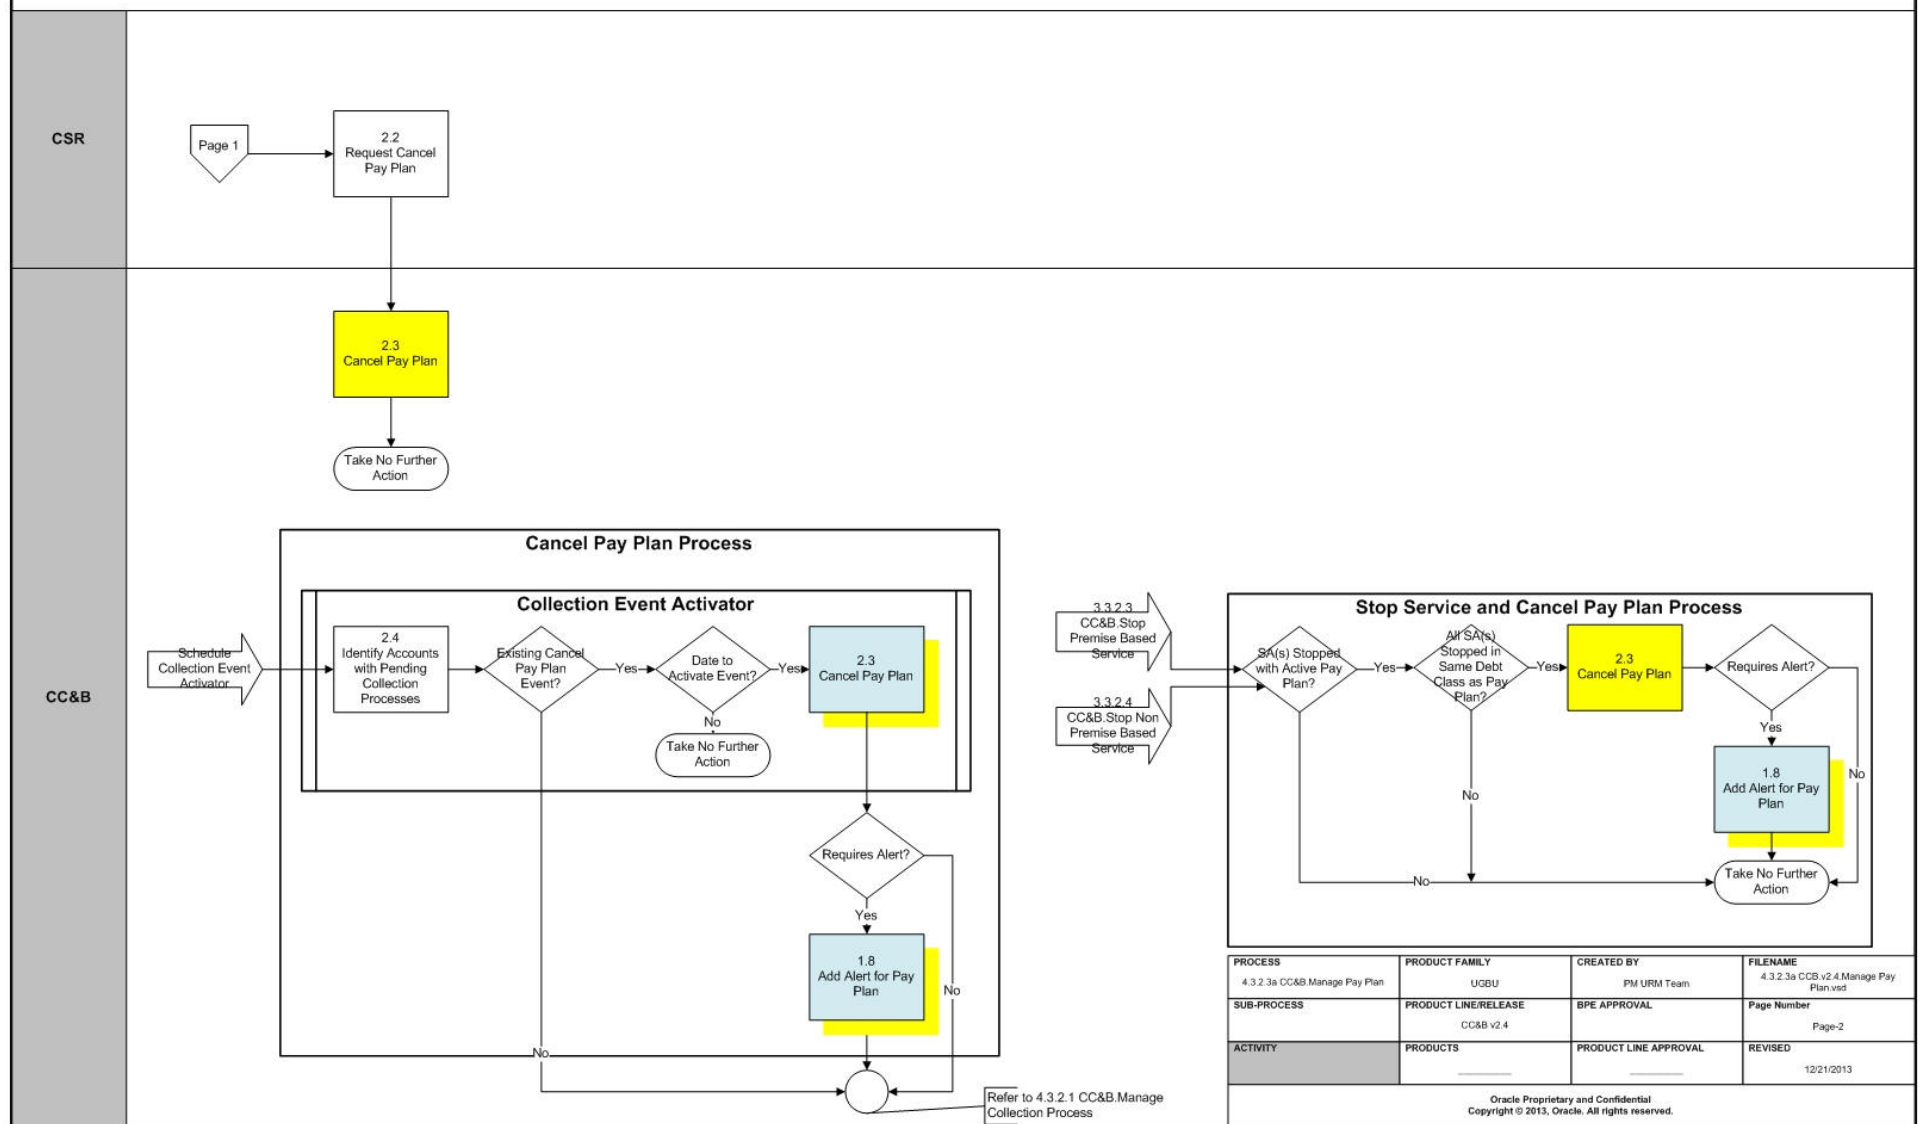 CSR
Page 1
2.2
Request Cancel
Pay Plan
CC&B
2.3
Cancel Pay Plan
Take No Further
Action
Cancel Pay Plan Process
Collection Event Activator
Schedule
Collection Event
Activator
2.4
Identify Accounts
with Pending
Collection
Processes
Existing Cancel
Pay Plan
Event?
Yes
Date to
Activate Event?
Yes
2.3
Cancel Pay Plan
No
Take No Further
Action
Requires Alert?
Yes
1.8
Add Alert for Pay
Plan
No
No
Refer to 4.3.2.1 CC&B.Manage
Collection Process
3.3.2.3
CC&B.Stop
Premise Based
Service
3.3.2.4
CC&B.Stop Non
Premise Based
Service
Stop Service and Cancel Pay Plan Process
SA(s) Stopped
with Active Pay
Plan?
Yes
All SA(s)
Stopped in
Same Debt
Class as Pay
Plan?
Yes
2.3
Cancel Pay Plan
Requires Alert?
Yes
1.8
Add Alert for Pay
Plan
No
No
No
Take No Further
Action
PROCESS
4.3.2.3a CC&B.Manage Pay Plan
PRODUCT FAMILY
UGBU
CREATED BY
PM URM Team
FILENAME
4.3.2.3a CCB.v2.4.Manage Pay
Plan.vsd
SUB-PROCESS
PRODUCT LINE/RELEASE
CC&B v2.4
BPE APPROVAL
Page Number
Page-2
ACTIVITY
PRODUCTS
PRODUCT LINE APPROVAL
REVISED
12/21/2013
Oracle Proprietary and Confidential
Copyright © 2013, Oracle. All rights reserved.